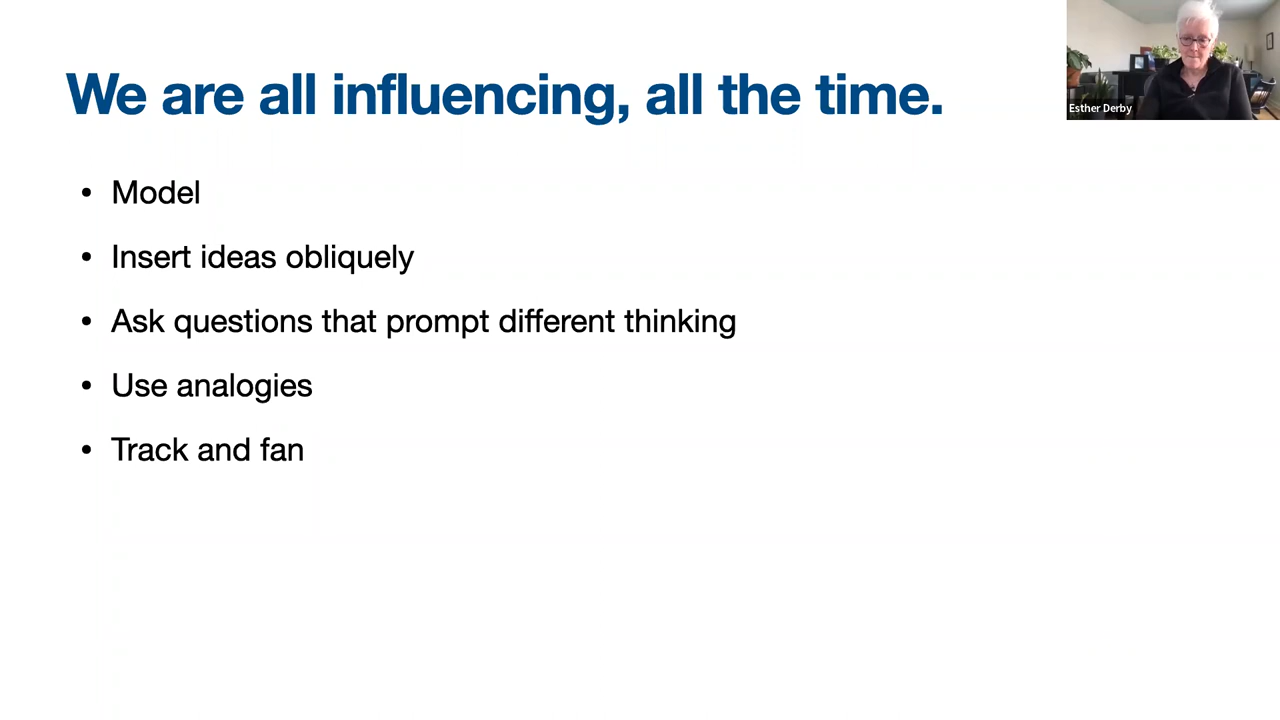 We are all influencing, all the time.
• Model
• Insert ideas obliquely
• Ask questions that prompt different thinking
• Use analogies
• Track and fan
Esther Derby